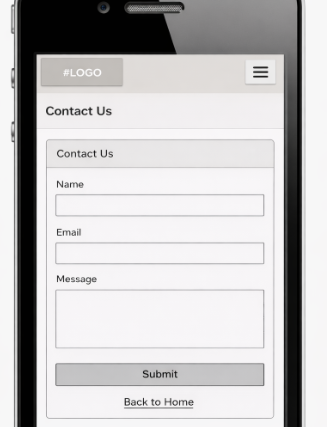 #LOGO
Contact Us
Contact Us
Name
Email
Message
Submit
Back to Home